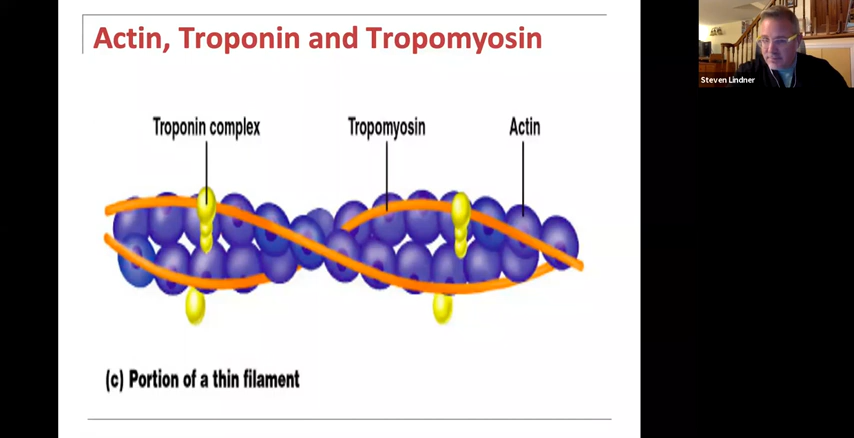 Actin, Troponin and Tropomyosin
Steven Lindner
Troponin complex
Tropomyosin
Actin
(c) Portion of a thin filament